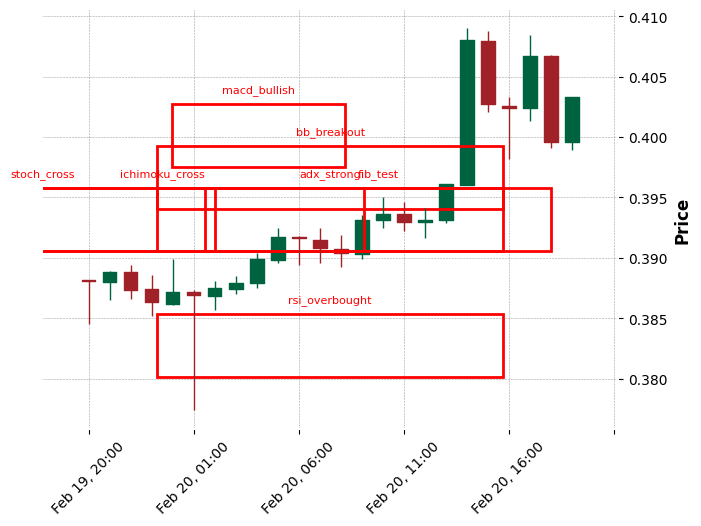 0.410
macd_bullish
0.405
bb_breakout
0.400
stoch_cross
ichimoku_cross
adx_strong
fib_test
0.395
0.390
rsi_overbought
0.385
0.380
Price
Feb 19, 20:00
Feb 20, 01:00
Feb 20, 06:00
Feb 20, 11:00
Feb 20, 16:00